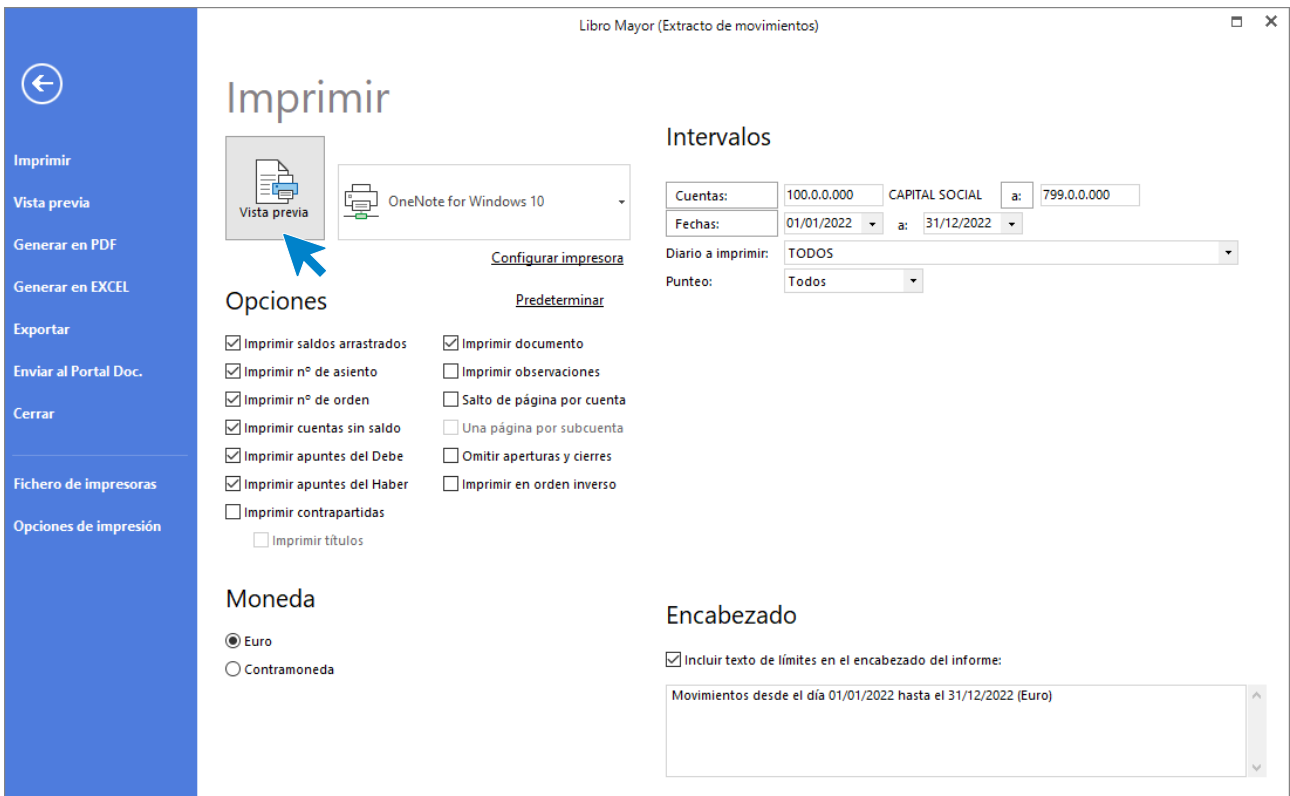 Libro Mayor (Extracto de movimientos)
Imprimir
Vista previa
Generar en PDF
Generar en EXCEL
Exportar
Enviar al Portal Doc.
Cerrar
Fichero de impresoras
Opciones de impresión
Imprimir
Vista previa
OneNote for Windows 10
Configurar impresora
Opciones
Predeterminar
Imprimir saldos arrastrados
Imprimir documento
Imprimir nº de asiento
Imprimir observaciones
Imprimir nº de orden
Salto de página por cuenta
Imprimir cuentas sin saldo
Una página por subcuenta
Imprimir apuntes del Debe
Omitir aperturas y cierres
Imprimir apuntes del Haber
Imprimir en orden inverso
Imprimir contrapartidas
Imprimir títulos
Moneda
Euro
Contramoneda
Intervalos
Cuentas: 100.0.0.000 CAPITAL SOCIAL a: 799.0.0.000
Fechas: 01/01/2022 a: 31/12/2022
Diario a imprimir: TODOS
Punteo: Todos
Encabezado
Incluir texto de límites en el encabezado del informe:
Movimientos desde el día 01/01/2022 hasta el 31/12/2022 (Euro)